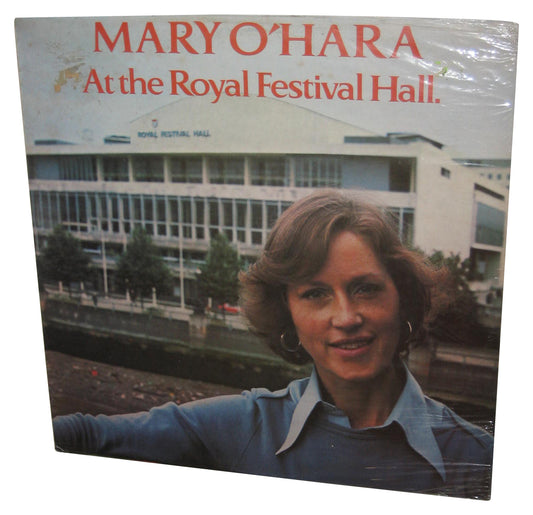 MARY O'HARA
At the Royal Festival Hall.
ROYAL FESTIVAL HALL